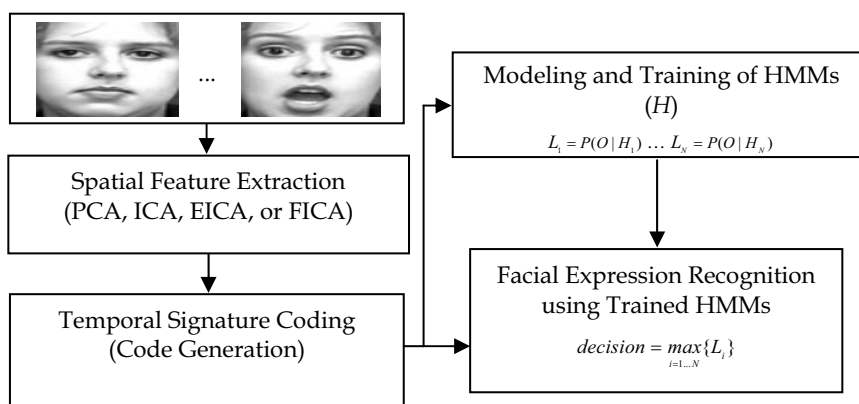 ...
Spatial Feature Extraction
(PCA, ICA, EICA, or FICA)
Temporal Signature Coding
(Code Generation)
Modeling and Training of HMMs
(H)
L₁ = P(O | H₁) … L_N = P(O | H_N)
Facial Expression Recognition
using Trained HMMs
decision = max{L_i}
i=1...N